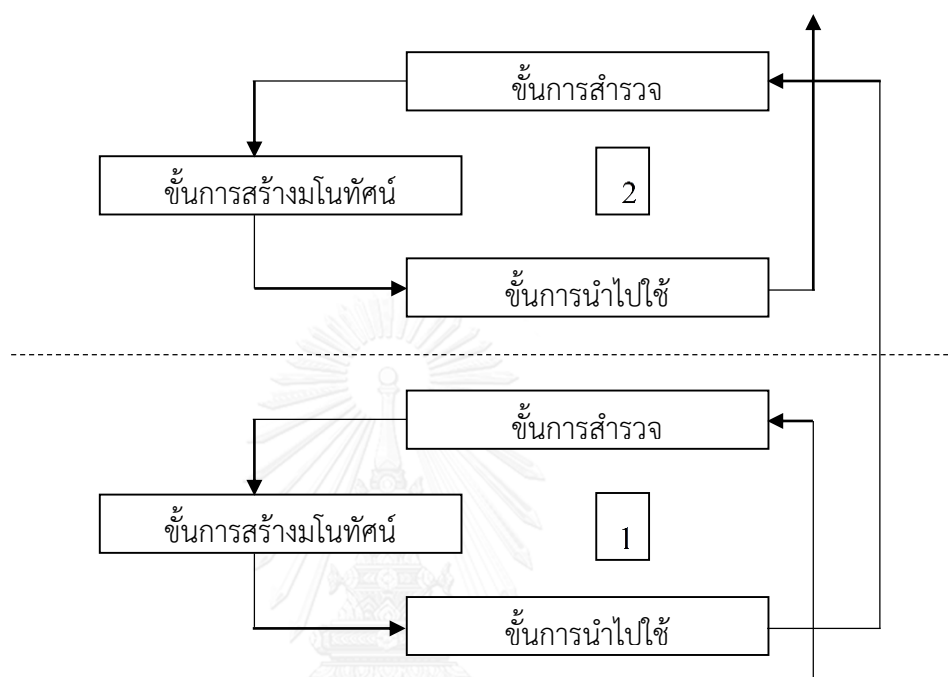 ขั้นการสำรวจ
ขั้นการสร้างมโนทัศน์
2
ขั้นการนำไปใช้
ขั้นการสำรวจ
ขั้นการสร้างมโนทัศน์
1
ขั้นการนำไปใช้